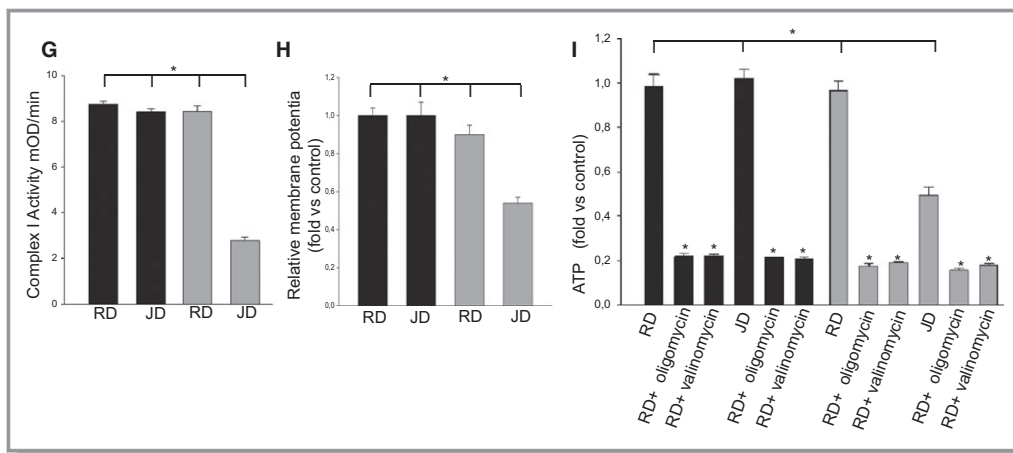 G
Complex I Activity mOD/min
10
8
6
4
2
0
*
RD JD RD JD
H
Relative membrane potentia
(fold vs control)
1,2
1,0
0,8
0,6
0,4
0,2
0,0
*
RD JD RD JD
I
ATP (fold vs control)
1,2
1,0
0,8
0,6
0,4
0,2
0,0
*
* * * * * * * *
RD
RD+ oligomycin
RD+ valinomycin
JD
RD+ oligomycin
RD+ valinomycin
RD
RD+ oligomycin
RD+ valinomycin
JD
RD+ oligomycin
RD+ valinomycin